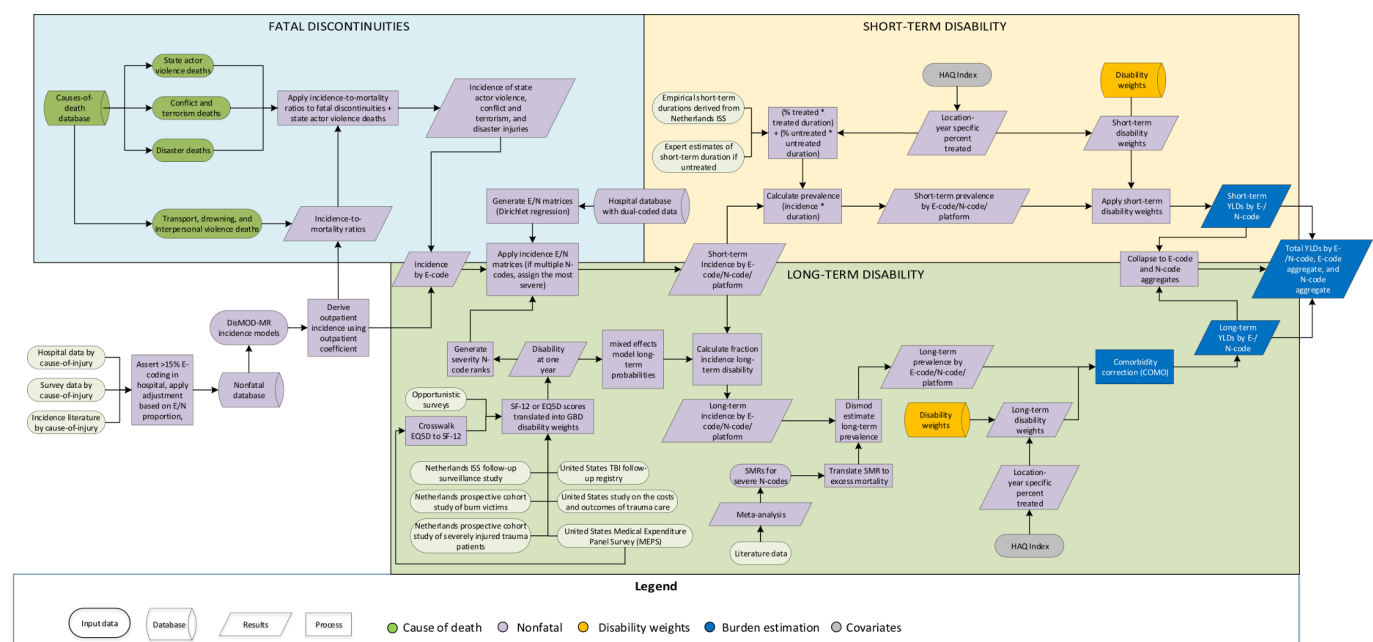 FATAL DISCONTINUITIES
State actor
violence deaths
Causes-of-
death
database
Conflict and
terrorism deaths
Disaster deaths
Apply incidence-to-mortality
ratios to fatal discontinuities +
state actor violence deaths
Incidence of state
actor violence,
conflict and
terrorism, and
disaster injuries
Transport, drowning, and
interpersonal violence deaths
Incidence-to-
mortality ratios
Generate E/N matrices
(Dirichlet regression)
Hospital database
with dual-coded data
SHORT-TERM DISABILITY
Empirical short-term
durations derived from
Netherlands ISS
Expert estimates of
short-term duration if
untreated
(% treated *
treated duration)
+ (% untreated *
untreated
duration)
HAQ Index
Location-
year specific
percent
treated
Disability
weights
Short-term
disability
weights
Calculate prevalence
(incidence *
duration)
Short-term prevalence
by E-code/N-code/
platform
Apply short-term
disability weights
Short-term
YLDs by E-/
N-code
Total YLDs by E-
/N-code, E-code
aggregate, and
N-code
aggregate
Collapse to E-code
and N-code
aggregates
LONG-TERM DISABILITY
Incidence
by E-code
Apply incidence E/N
matrices (if multiple N-
codes, assign the most
severe)
Short-term
Incidence by E-
code/N-code/
platform
DisMOD-MR
incidence models
Derive
outpatient
incidence using
outpatient
coefficient
Hospital data by
cause-of-injury
Survey data by
cause-of-injury
Incidence literature
by cause-of-injury
Assert >15% E-
coding in
hospital, apply
adjustment
based on E/N
proportion,
Nonfatal
database
Generate
severity N-
code ranks
Disability
at one
year
mixed effects
model long-
term
probabilities
Calculate fraction
incidence long-
term disability
Long-term
prevalence by
E-code/N-code/
platform
Long-term
YLDs by E-/
N-code
Comorbidity
correction (COMO)
Opportunistic
surveys
Crosswalk
EQ5D to SF-12
SF-12 or EQ5D scores
translated into GBD
disability weights
Long-term
incidence by E-
code/N-code/
platform
Dismod
estimate
long-term
prevalence
Disability
weights
Long-term
disability
weights
Netherlands ISS follow-up
surveillance study
United States TBI follow-
up registry
Netherlands prospective cohort
study of burn victims
United States study on the costs
and outcomes of trauma care
Netherlands prospective cohort
study of severely injured trauma
patients
United States Medical Expenditure
Panel Survey (MEPS)
SMRs for
severe N-codes
Translate SMR to
excess mortality
Meta-analysis
Literature data
Location-
year specific
percent
treated
HAQ Index
Legend
Input data
Database
Results
Process
Cause of death
Nonfatal
Disability weights
Burden estimation
Covariates